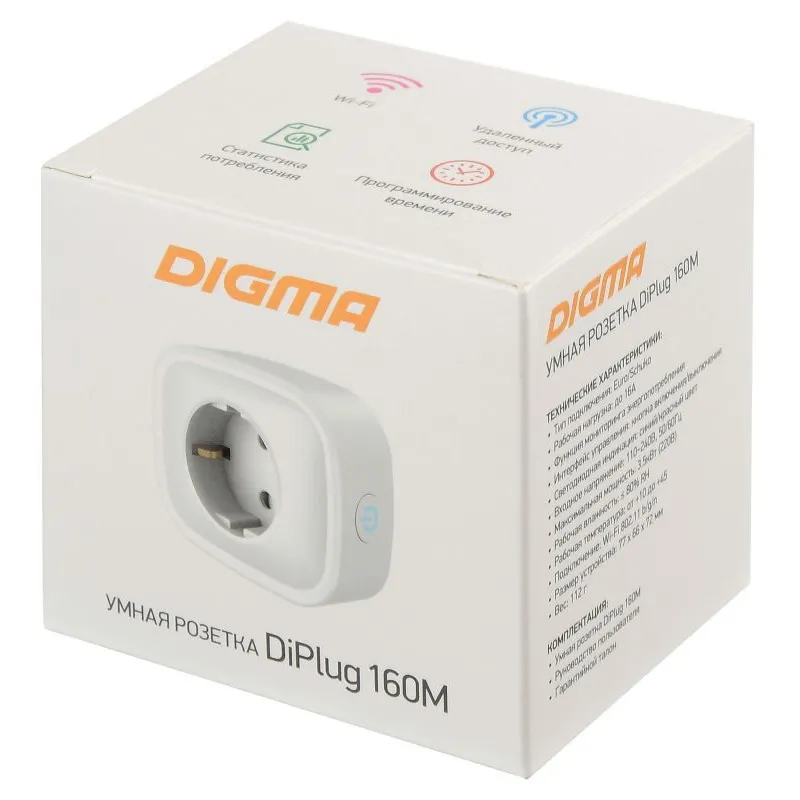 Wi-Fi
Удаленный
доступ
Статистика
потребления
Программирование
времени
DIGMA
УМНАЯ РОЗЕТКА DiPlug 160M
DIGMA
УМНАЯ РОЗЕТКА DiPlug 160M
ТЕХНИЧЕСКИЕ ХАРАКТЕРИСТИКИ:
• Тип подключения: Euro/Schuko
• Рабочая нагрузка: до 16А
• Функция мониторинга энергопотребления
• Интерфейс управления: кнопка включения/выключения
• Светодиодная индикация: синий/красный цвет
• Входное напряжение: 110-240В, 50/60Гц
• Максимальная мощность: 3.5кВт (220В)
• Рабочая влажность: ≤ 80% RH
• Рабочая температура: от +10 до +45
• Подключение: Wi-Fi 802.11 b/g/n
• Размер устройства: 77 x 66 x 72 мм
• Вес: 112 г
КОМПЛЕКТАЦИЯ:
• Умная розетка DiPlug 160M
• Руководство пользователя
• Гарантийной талон